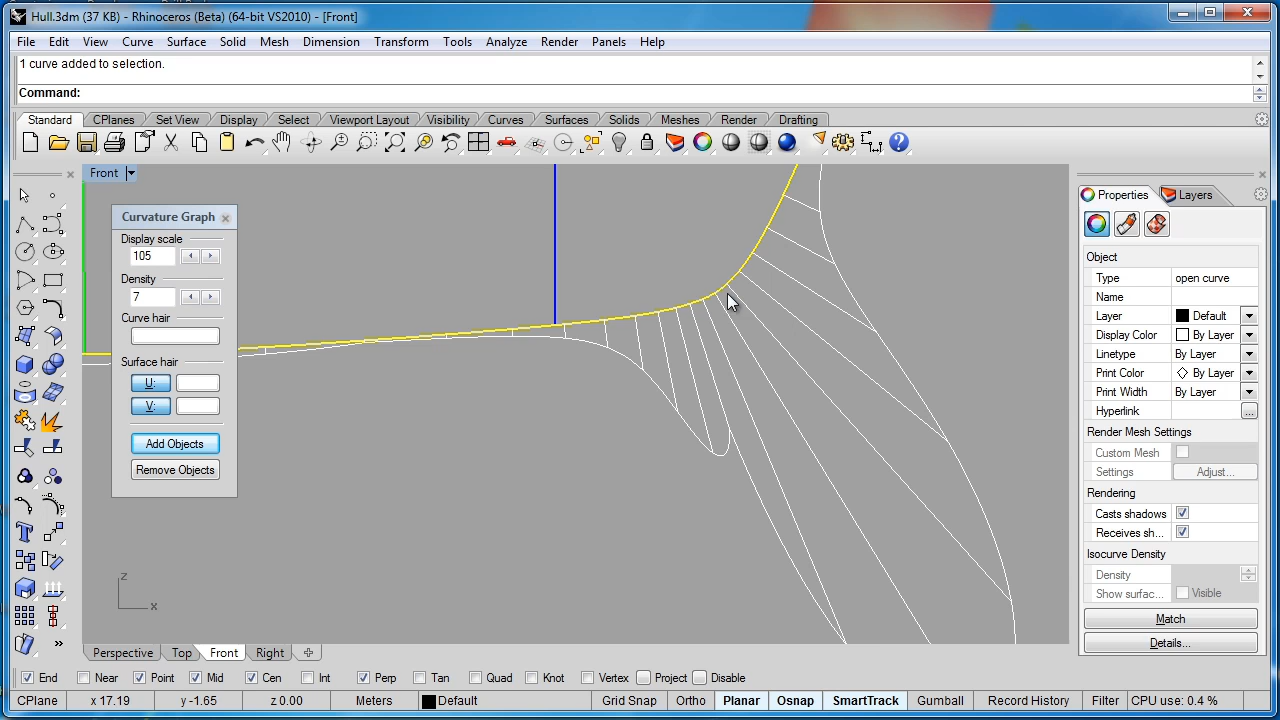 Hull.3dm (37 KB) - Rhinoceros (Beta) (64-bit VS2010) - [Front]
File Edit View Curve Surface Solid Mesh Dimension Transform Tools Analyze Render Panels Help
1 curve added to selection.
Command:
Standard CPlanes Set View Display Select Viewport Layout Visibility Curves Surfaces Solids Meshes Render Drafting
Front
Curvature Graph
Display scale
105
Density
7
Curve hair
Surface hair
U:
V:
Add Objects
Remove Objects
z
x
Properties Layers
Object
Type open curve
Name
Layer Default
Display Color By Layer
Linetype By Layer
Print Color By Layer
Print Width By Layer
Hyperlink ...
Render Mesh Settings
Custom Mesh
Settings Adjust...
Rendering
Casts shadows
Receives sh...
Isocurve Density
Density
Show surfac... Visible
Match
Details...
Perspective Top Front Right
End Near Point Mid Cen Int Perp Tan Quad Knot Vertex Project Disable
CPlane x 17.19 y -1.65 z 0.00 Meters Default Grid Snap Ortho Planar Osnap SmartTrack Gumball Record History Filter CPU use: 0.4 %